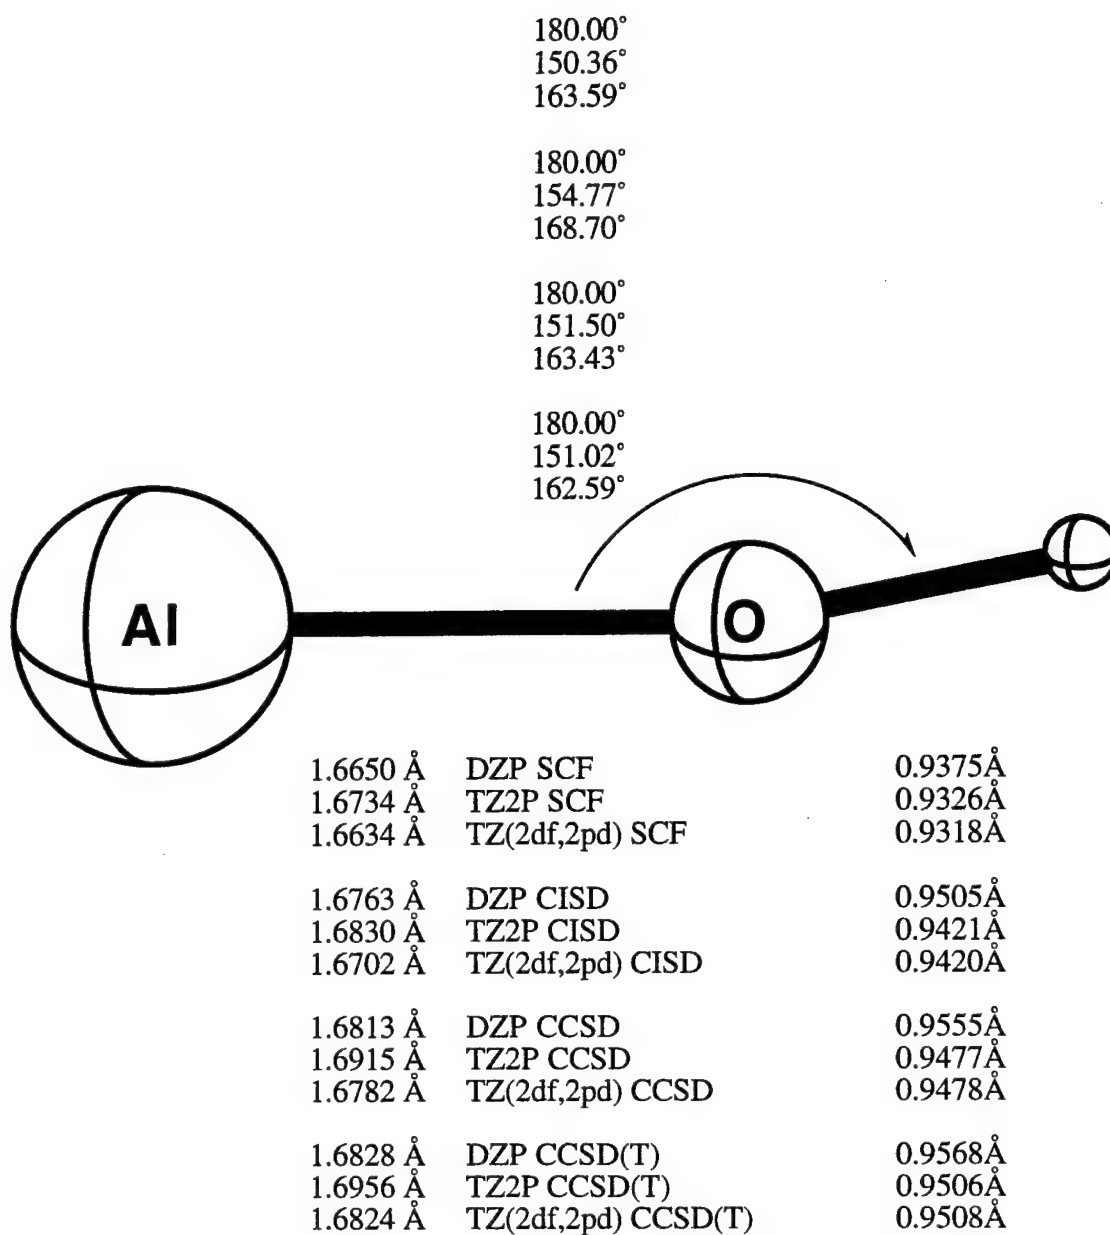 180.00°
150.36°
163.59°
180.00°
154.77°
168.70°
180.00°
151.50°
163.43°
180.00°
151.02°
162.59°
Al O
1.6650 Å DZP SCF 0.9375Å
1.6734 Å TZ2P SCF 0.9326Å
1.6634 Å TZ(2df,2pd) SCF 0.9318Å
1.6763 Å DZP CISD 0.9505Å
1.6830 Å TZ2P CISD 0.9421Å
1.6702 Å TZ(2df,2pd) CISD 0.9420Å
1.6813 Å DZP CCSD 0.9555Å
1.6915 Å TZ2P CCSD 0.9477Å
1.6782 Å TZ(2df,2pd) CCSD 0.9478Å
1.6828 Å DZP CCSD(T) 0.9568Å
1.6956 Å TZ2P CCSD(T) 0.9506Å
1.6824 Å TZ(2df,2pd) CCSD(T) 0.9508Å